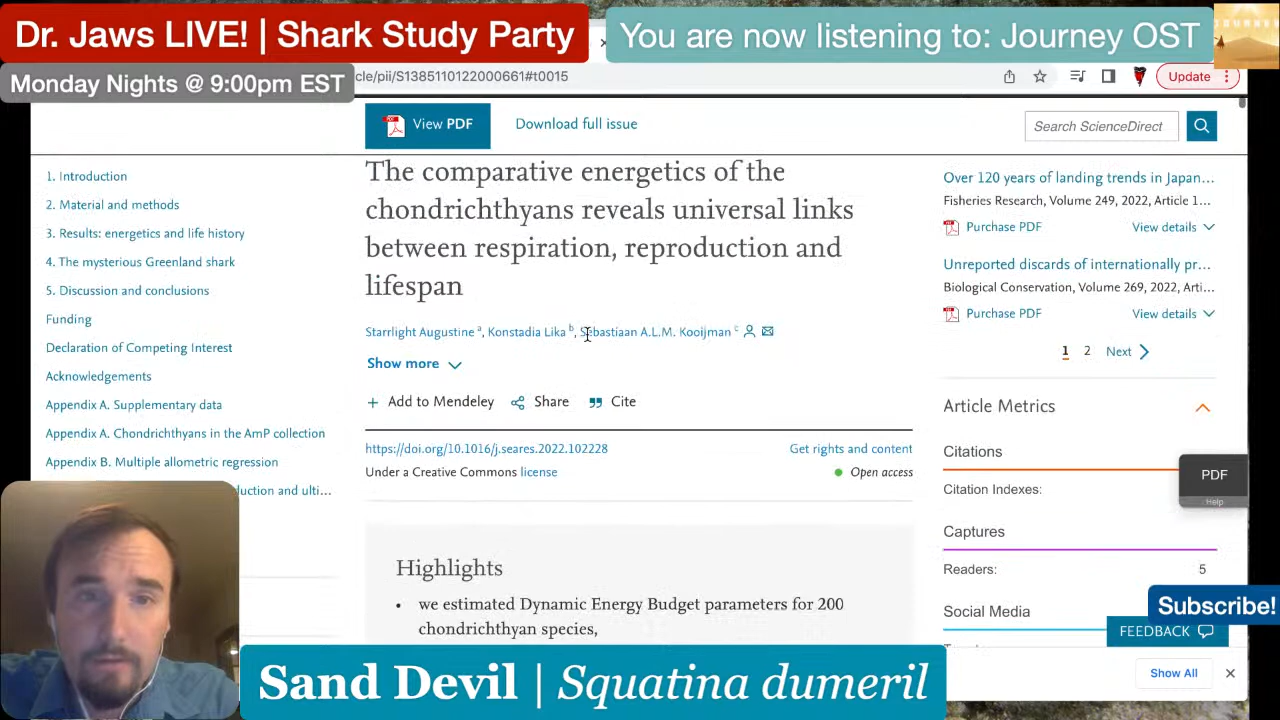 Dr. Jaws LIVE! | Shark Study Party
You are now listening to: Journey OST
Monday Nights @ 9:00pm EST
cle/pii/S1385110122000661#t0015
Update
View PDF
Download full issue
Search ScienceDirect
1. Introduction
2. Material and methods
3. Results: energetics and life history
4. The mysterious Greenland shark
5. Discussion and conclusions
Funding
Declaration of Competing Interest
Acknowledgements
Appendix A. Supplementary data
Appendix A. Chondrichthyans in the AmP collection
Appendix B. Multiple allometric regression
duction and ulti...
The comparative energetics of the
chondrichthyans reveals universal links
between respiration, reproduction and
lifespan
Starrlight Augustine a, Konstadia Lika b, Sebastiaan A.L.M. Kooijman c
Show more
Add to Mendeley
Share
Cite
https://doi.org/10.1016/j.seares.2022.102228
Get rights and content
Under a Creative Commons license
Open access
Highlights
• we estimated Dynamic Energy Budget parameters for 200
chondrichthyan species,
Over 120 years of landing trends in Japan...
Fisheries Research, Volume 249, 2022, Article 1...
Purchase PDF
View details
Unreported discards of internationally pr...
Biological Conservation, Volume 269, 2022, Arti...
Purchase PDF
View details
1 2 Next
Article Metrics
Citations
Citation Indexes:
PDF
Help
Captures
Readers: 5
Social Media
Subscribe!
FEEDBACK
Show All
Sand Devil | Squatina dumeril